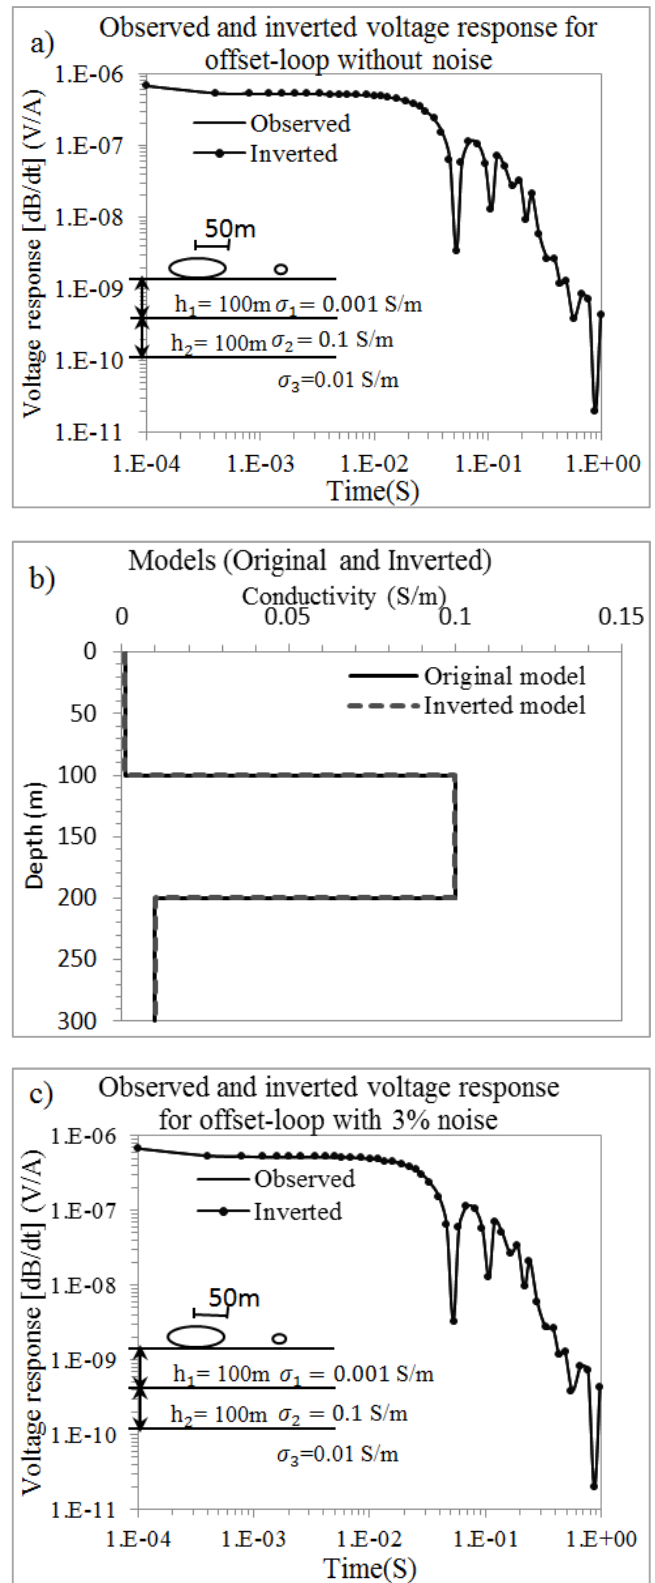 a)
Observed and inverted voltage response for
offset-loop without noise
Voltage response [dB/dt] (V/A)
1.E-06
1.E-07
1.E-08
1.E-09
1.E-10
1.E-11
Observed
Inverted
50m
h₁= 100m σ₁ = 0.001 S/m
h₂= 100m σ₂ = 0.1 S/m
σ₃=0.01 S/m
1.E-04 1.E-03 1.E-02 1.E-01 1.E+00
Time(S)
b)
Models (Original and Inverted)
Conductivity (S/m)
0 0.05 0.1 0.15
Depth (m)
0
50
100
150
200
250
300
Original model
Inverted model
c)
Observed and inverted voltage response
for offset-loop with 3% noise
Voltage response [dB/dt] (V/A)
1.E-06
1.E-07
1.E-08
1.E-09
1.E-10
1.E-11
Observed
Inverted
50m
h₁= 100m σ₁ = 0.001 S/m
h₂= 100m σ₂ = 0.1 S/m
σ₃=0.01 S/m
1.E-04 1.E-03 1.E-02 1.E-01 1.E+00
Time(S)